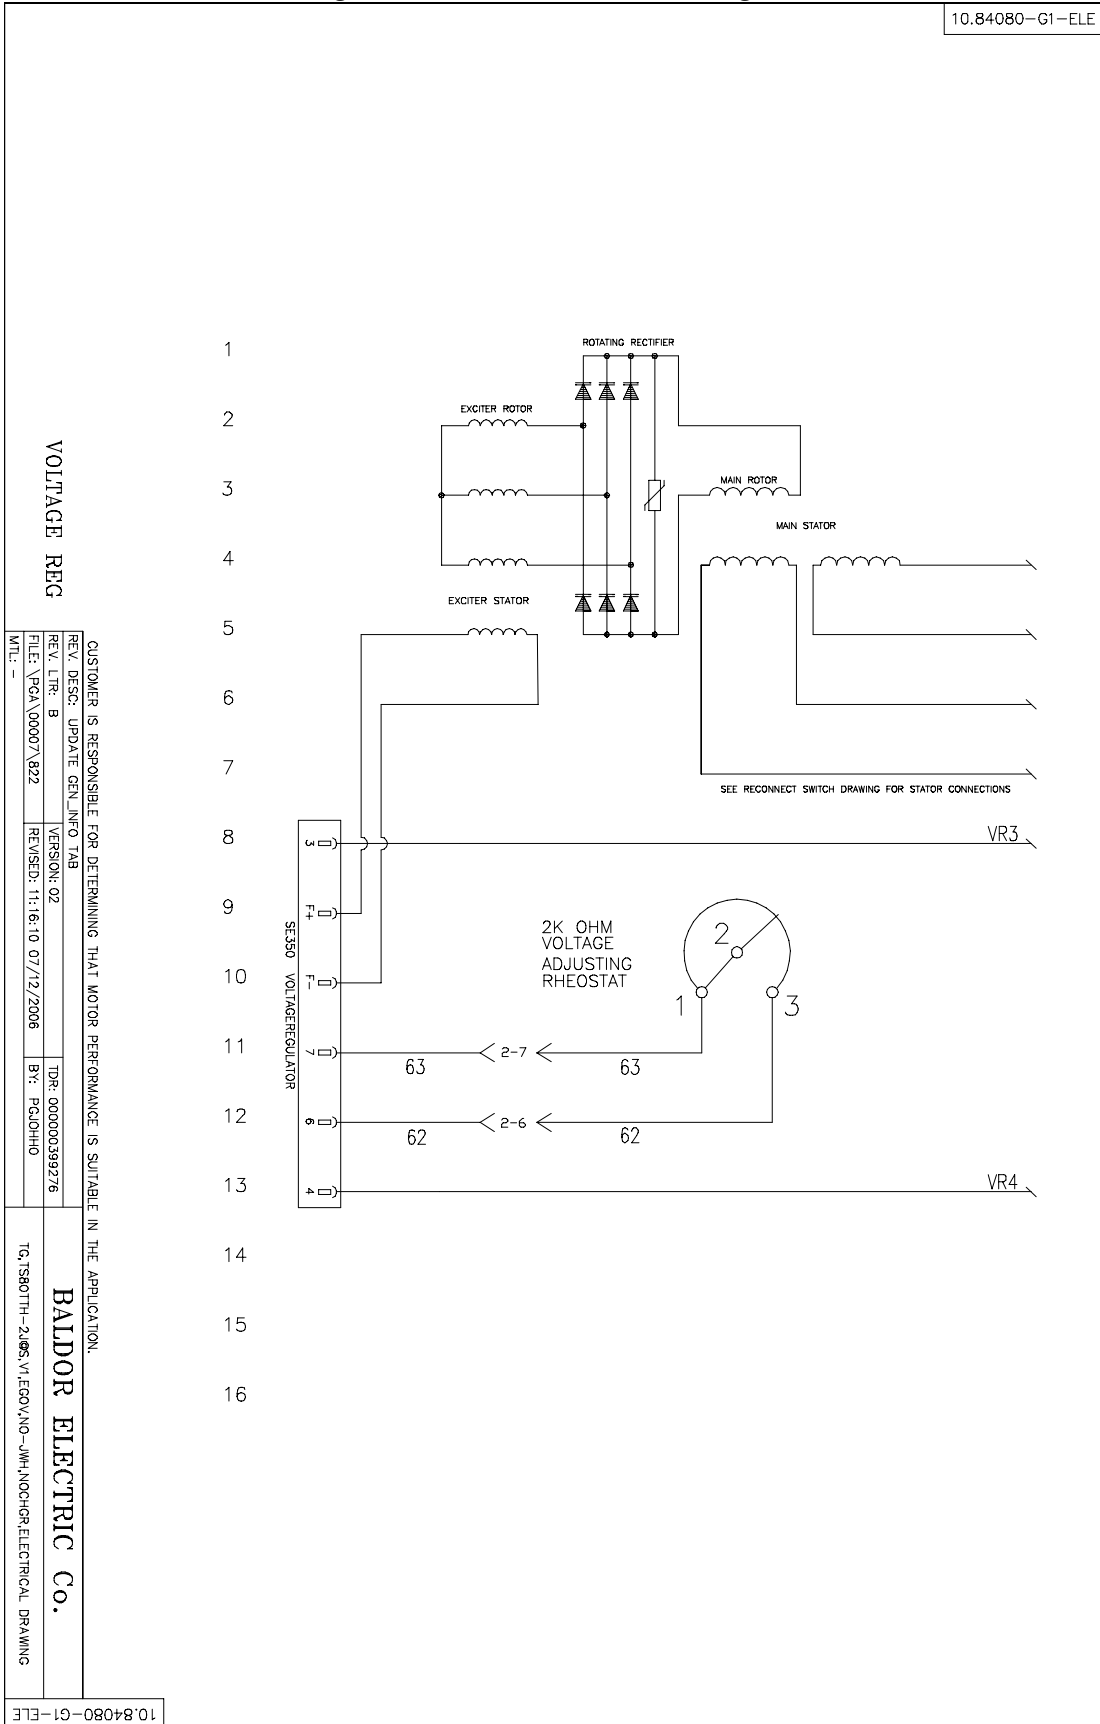 10.84080-G1-ELE
1
ROTATING RECTIFIER
2
EXCITER ROTOR
3
MAIN ROTOR
MAIN STATOR
4
EXCITER STATOR
5
6
7
SEE RECONNECT SWITCH DRAWING FOR STATOR CONNECTIONS
8
3
VR3
9
F+
2K OHM
VOLTAGE
ADJUSTING
RHEOSTAT
2
10
F-
1
3
SE350 VOLTAGEREGULATOR
11
7
63
2-7
63
12
6
62
2-6
62
13
4
VR4
14
15
16
CUSTOMER IS RESPONSIBLE FOR DETERMINING THAT MOTOR PERFORMANCE IS SUITABLE IN THE APPLICATION.
VOLTAGE REG
REV. DESC: UPDATE GEN_INFO TAB
REV. LTR: B
VERSION: 02
TDR: 000000399276
FILE: \PGA\00007\822
REVISED: 11:16:10 07/12/2006
BY: PGJOHHO
MTL: -
BALDOR ELECTRIC Co.
TG,TS80TTH-2J@S,V1,EGOV,NO-JWH,NOCHGR,ELECTRICAL DRAWING
10.84080-G1-ELE